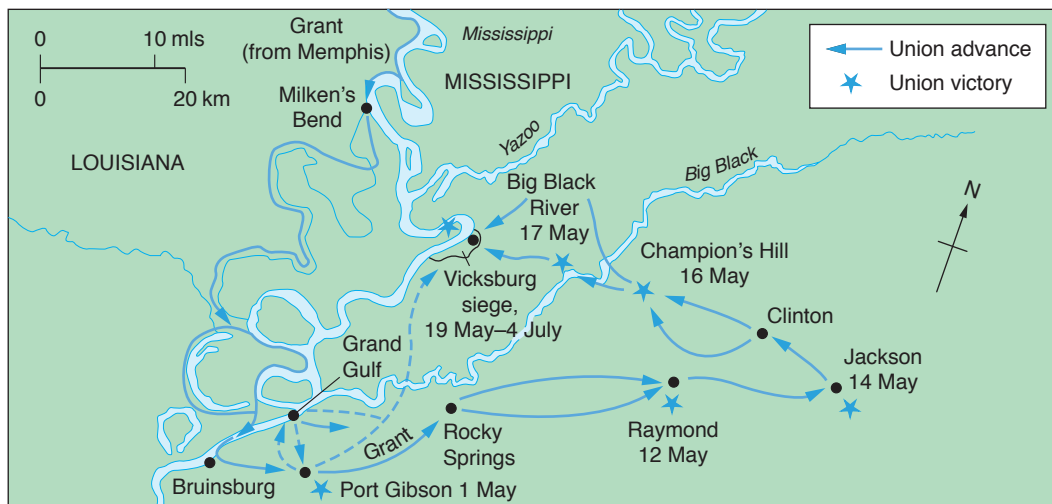 0 10 mls
0 20 km
Grant
(from Memphis)
Mississippi
MISSISSIPPI
Milken's
Bend
LOUISIANA
Yazoo
Big Black
Union advance
Union victory
N
Big Black
River
17 May
Champion's Hill
16 May
Vicksburg
siege,
19 May–4 July
Clinton
Jackson
14 May
Grand
Gulf
Grant
Rocky
Springs
Raymond
12 May
Bruinsburg
Port Gibson 1 May